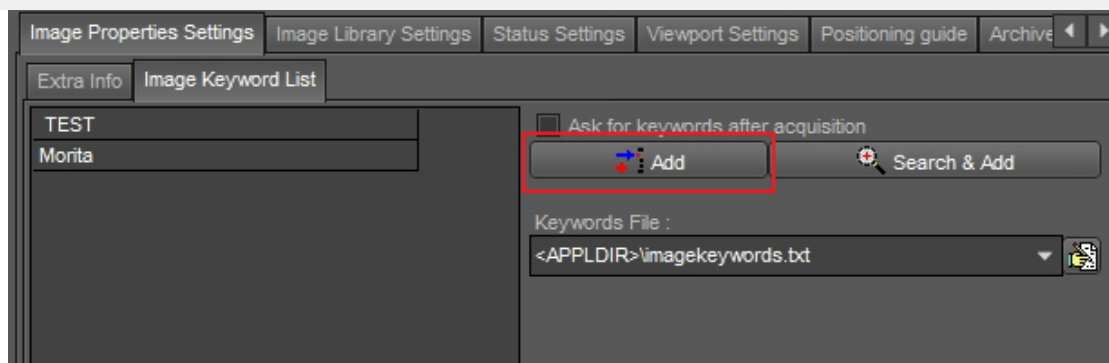 Image Properties Settings Image Library Settings Status Settings Viewport Settings Positioning guide Archive
Extra Info Image Keyword List
TEST
Morita
Ask for keywords after acquisition
Add Search & Add
Keywords File :
<APPLDIR>\imagekeywords.txt